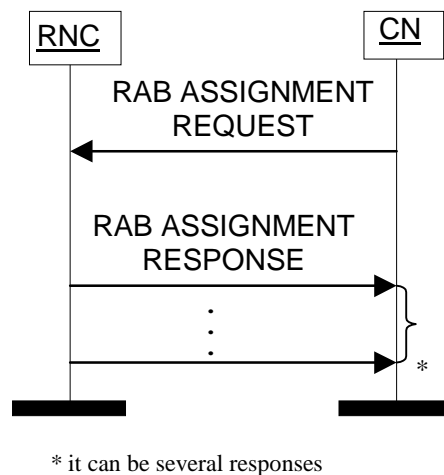 RNC
CN
RAB ASSIGNMENT
REQUEST
RAB ASSIGNMENT
RESPONSE
*
* it can be several responses